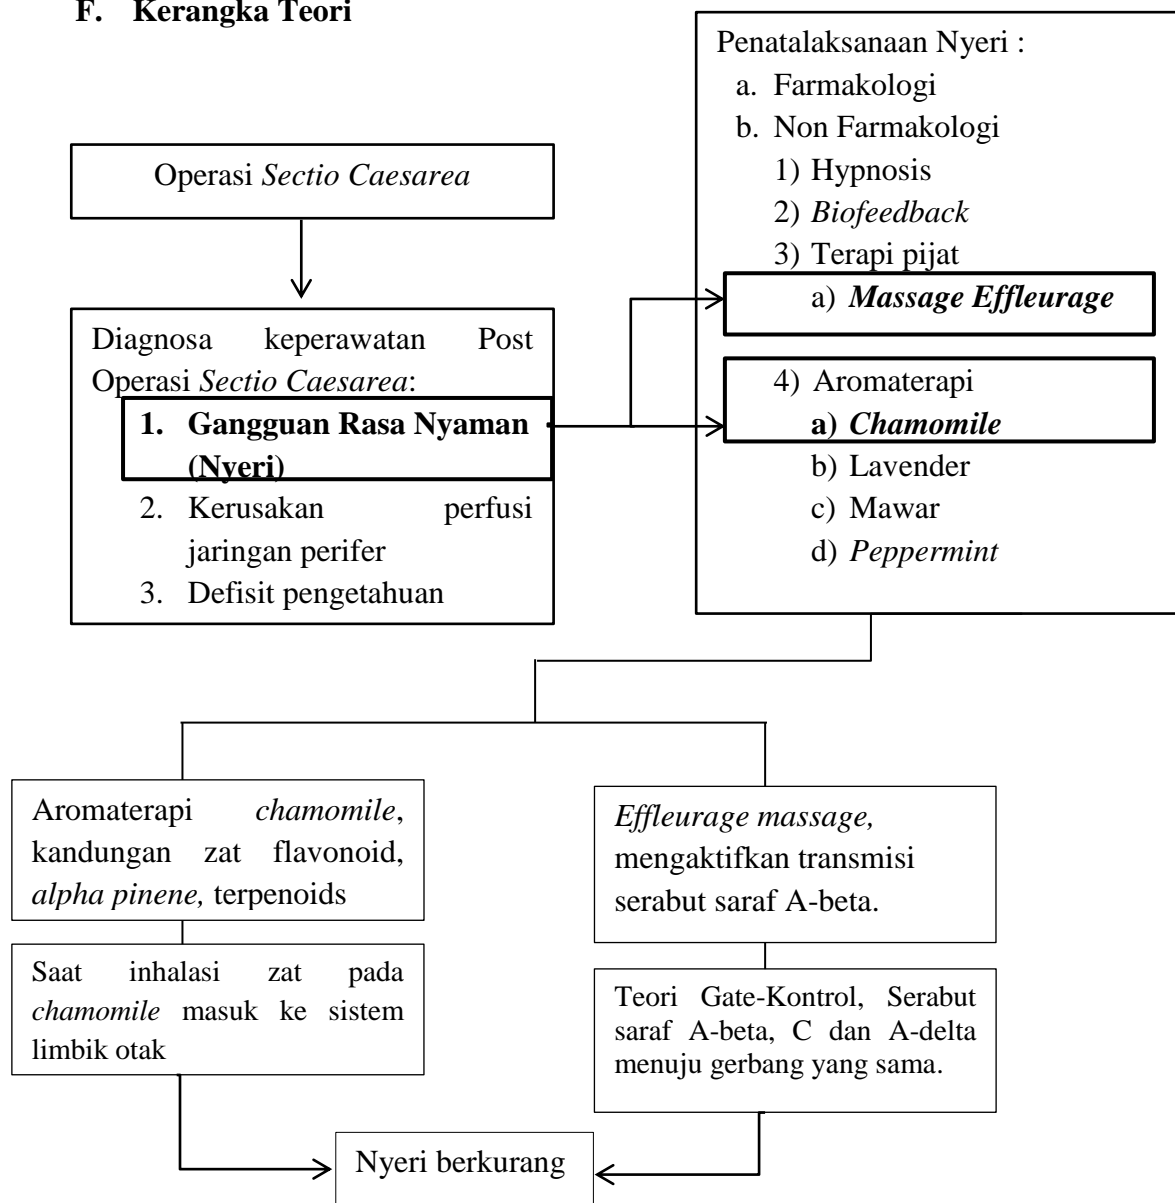 F. Kerangka Teori
Operasi Sectio Caesarea
Diagnosa keperawatan Post
Operasi Sectio Caesarea:
1. Gangguan Rasa Nyaman
(Nyeri)
2. Kerusakan perfusi
jaringan perifer
3. Defisit pengetahuan
Penatalaksanaan Nyeri :
a. Farmakologi
b. Non Farmakologi
1) Hypnosis
2) Biofeedback
3) Terapi pijat
a) Massage Effleurage
4) Aromaterapi
a) Chamomile
b) Lavender
c) Mawar
d) Peppermint
Aromaterapi chamomile,
kandungan zat flavonoid,
alpha pinene, terpenoids
Saat inhalasi zat pada
chamomile masuk ke sistem
limbik otak
Effleurage massage,
mengaktifkan transmisi
serabut saraf A-beta.
Teori Gate-Kontrol, Serabut
saraf A-beta, C dan A-delta
menuju gerbang yang sama.
Nyeri berkurang